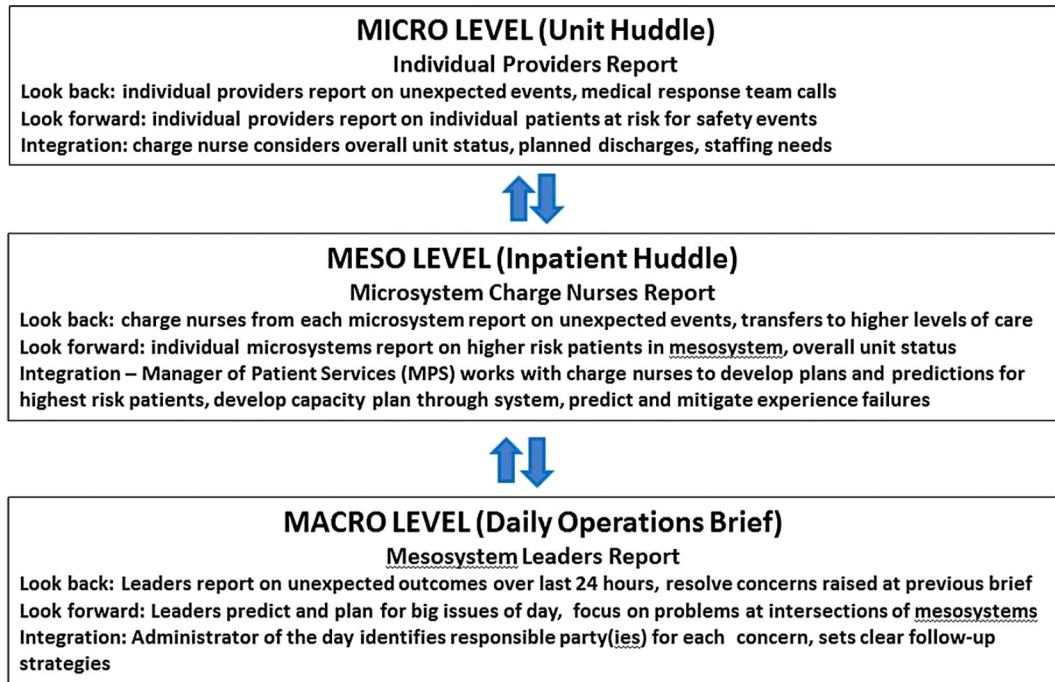 MICRO LEVEL (Unit Huddle)
Individual Providers Report
Look back: individual providers report on unexpected events, medical response team calls
Look forward: individual providers report on individual patients at risk for safety events
Integration: charge nurse considers overall unit status, planned discharges, staffing needs
MESO LEVEL (Inpatient Huddle)
Microsystem Charge Nurses Report
Look back: charge nurses from each microsystem report on unexpected events, transfers to higher levels of care
Look forward: individual microsystems report on higher risk patients in mesosystem, overall unit status
Integration – Manager of Patient Services (MPS) works with charge nurses to develop plans and predictions for
highest risk patients, develop capacity plan through system, predict and mitigate experience failures
MACRO LEVEL (Daily Operations Brief)
Mesosystem Leaders Report
Look back: Leaders report on unexpected outcomes over last 24 hours, resolve concerns raised at previous brief
Look forward: Leaders predict and plan for big issues of day, focus on problems at intersections of mesosystems
Integration: Administrator of the day identifies responsible party(ies) for each concern, sets clear follow-up
strategies